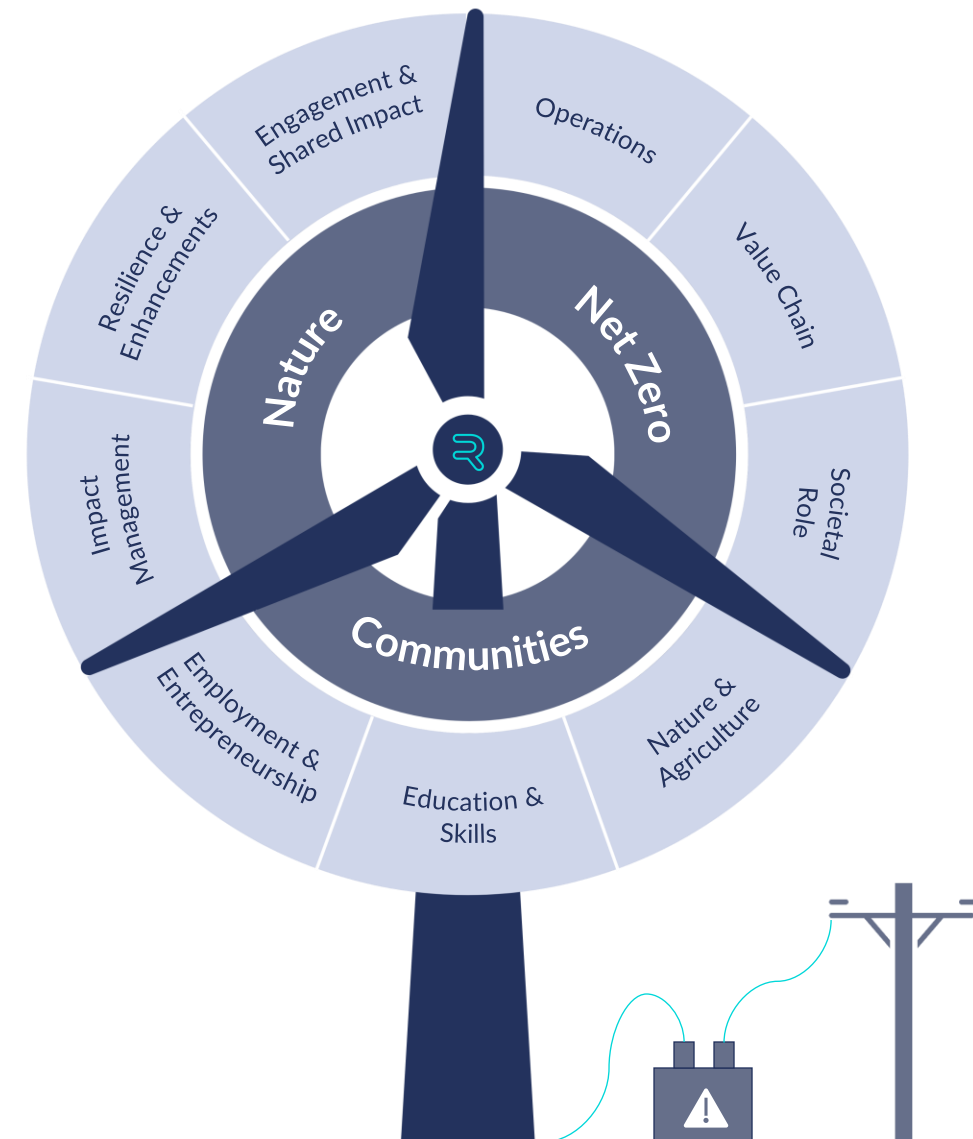 Engagement &
Shared Impact
Operations
Resilience &
Enhancements
Value Chain
Nature
Net Zero
Impact
Management
Societal
Role
Communities
Employment &
Entrepreneurship
Nature &
Agriculture
Education &
Skills